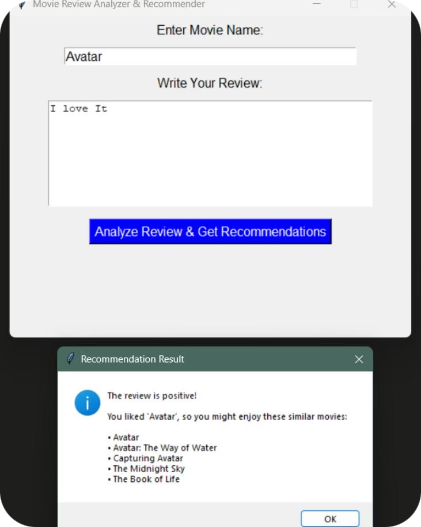 Movie Review Analyzer & Recommender
Enter Movie Name:
Avatar
Write Your Review:
I love It
Analyze Review & Get Recommendations
Recommendation Result
The review is positive!
You liked 'Avatar', so you might enjoy these similar movies:
• Avatar
• Avatar: The Way of Water
• Capturing Avatar
• The Midnight Sky
• The Book of Life
OK